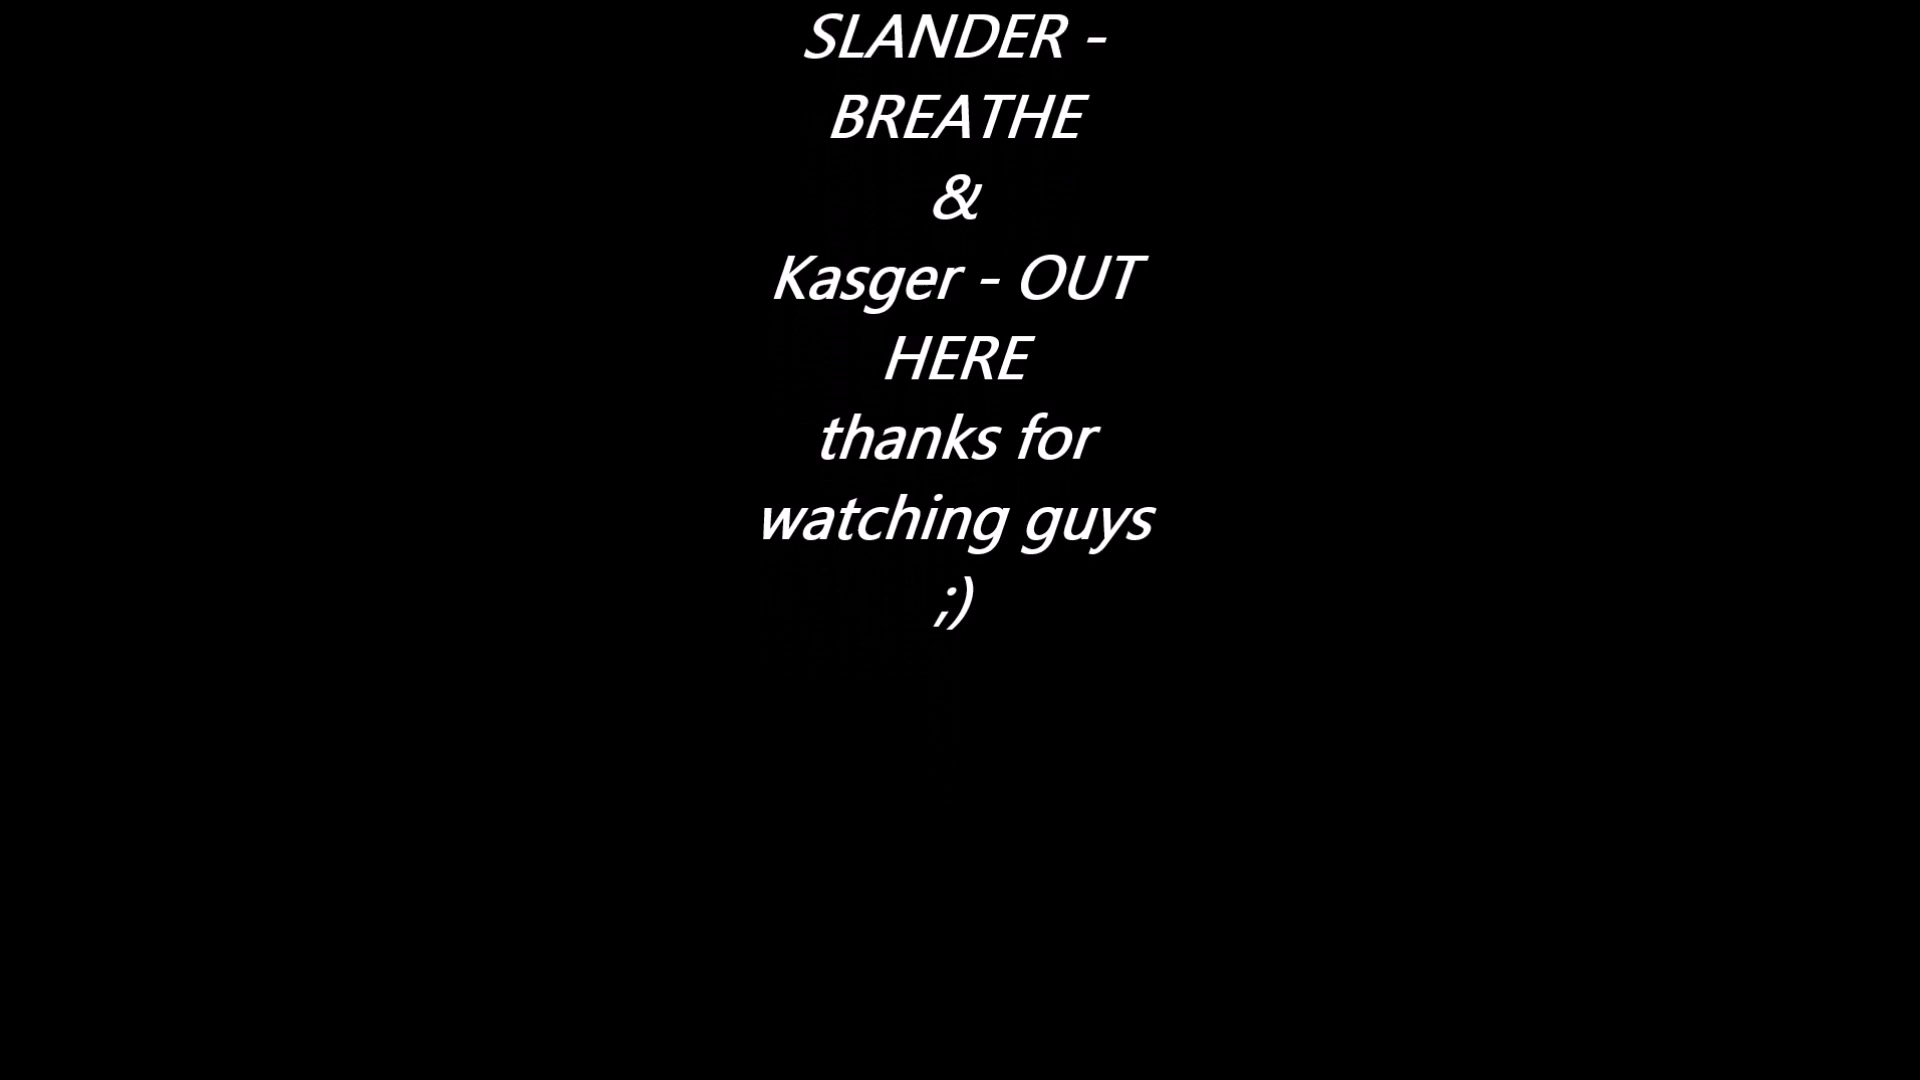 SLANDER -
BREATHE
&
Kasger - OUT
HERE
thanks for
watching guys
;)